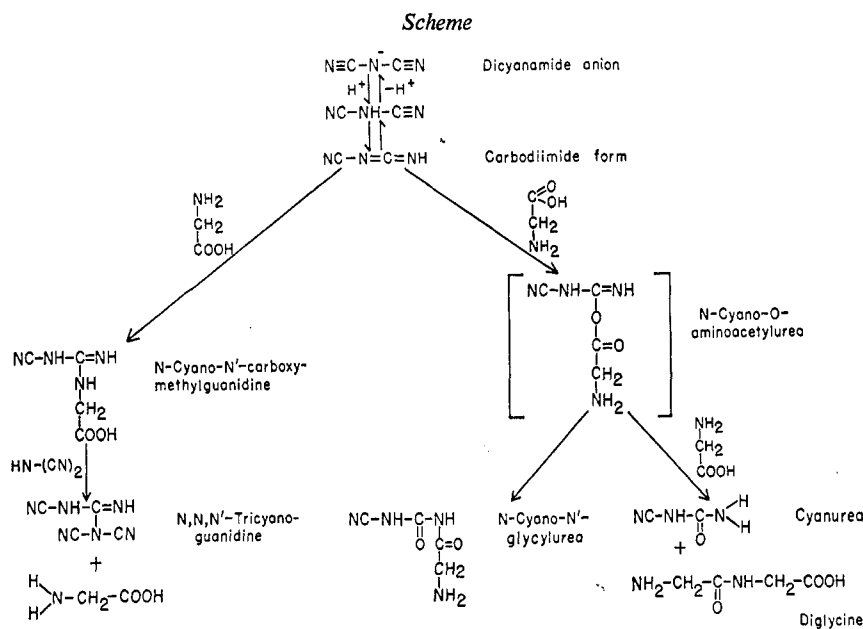 Scheme
N≡C-N⁻-C≡N Dicyanamide anion
H⁺ -H⁺
NC-NH-C≡N
NC-N=C=NH Carbodiimide form
NH2
CH2
COOH
C=O
OH
CH2
NH2
NC-NH-C=NH
O
C=O
CH2
NH2
N-Cyano-O-
aminoacetylurea
NC-NH-C=NH
NH
CH2
COOH
N-Cyano-N'-carboxy-
methylguanidine
HN-(CN)2
NH2
CH2
COOH
NC-NH-C=NH
NC-N-CN
N,N,N'-Tricyano-
guanidine
+
H
H
N-CH2-COOH
NC-NH-C-NH
O C=O
CH2
NH2
N-Cyano-N'-
glycylurea
NC-NH-C-N H
O H
Cyanurea
+
NH2-CH2-C-NH-CH2-COOH
O
Diglycine